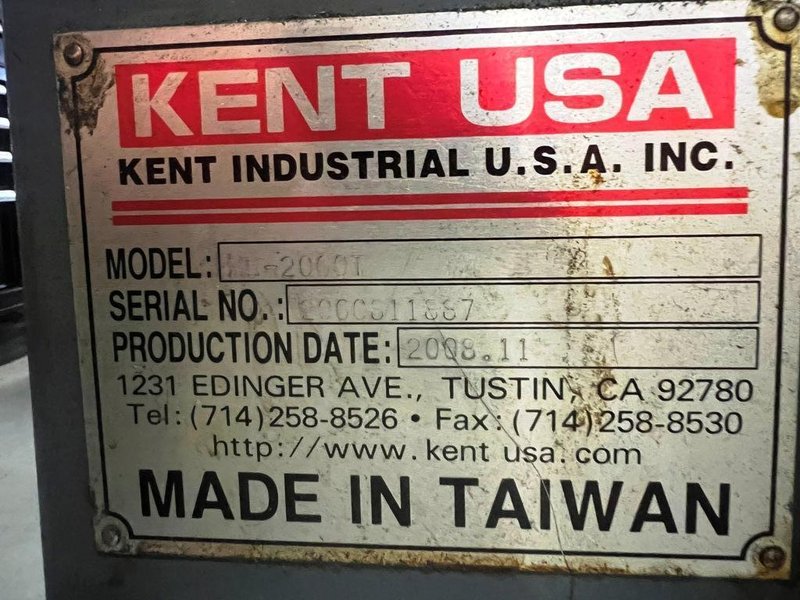 KENT USA
KENT INDUSTRIAL U.S.A. INC.
MODEL:
SERIAL NO.:
PRODUCTION DATE: 2008.11
1231 EDINGER AVE., TUSTIN, CA 92780
Tel: (714)258-8526 • Fax: (714)258-8530
http://www.kent usa.com
MADE IN TAIWAN